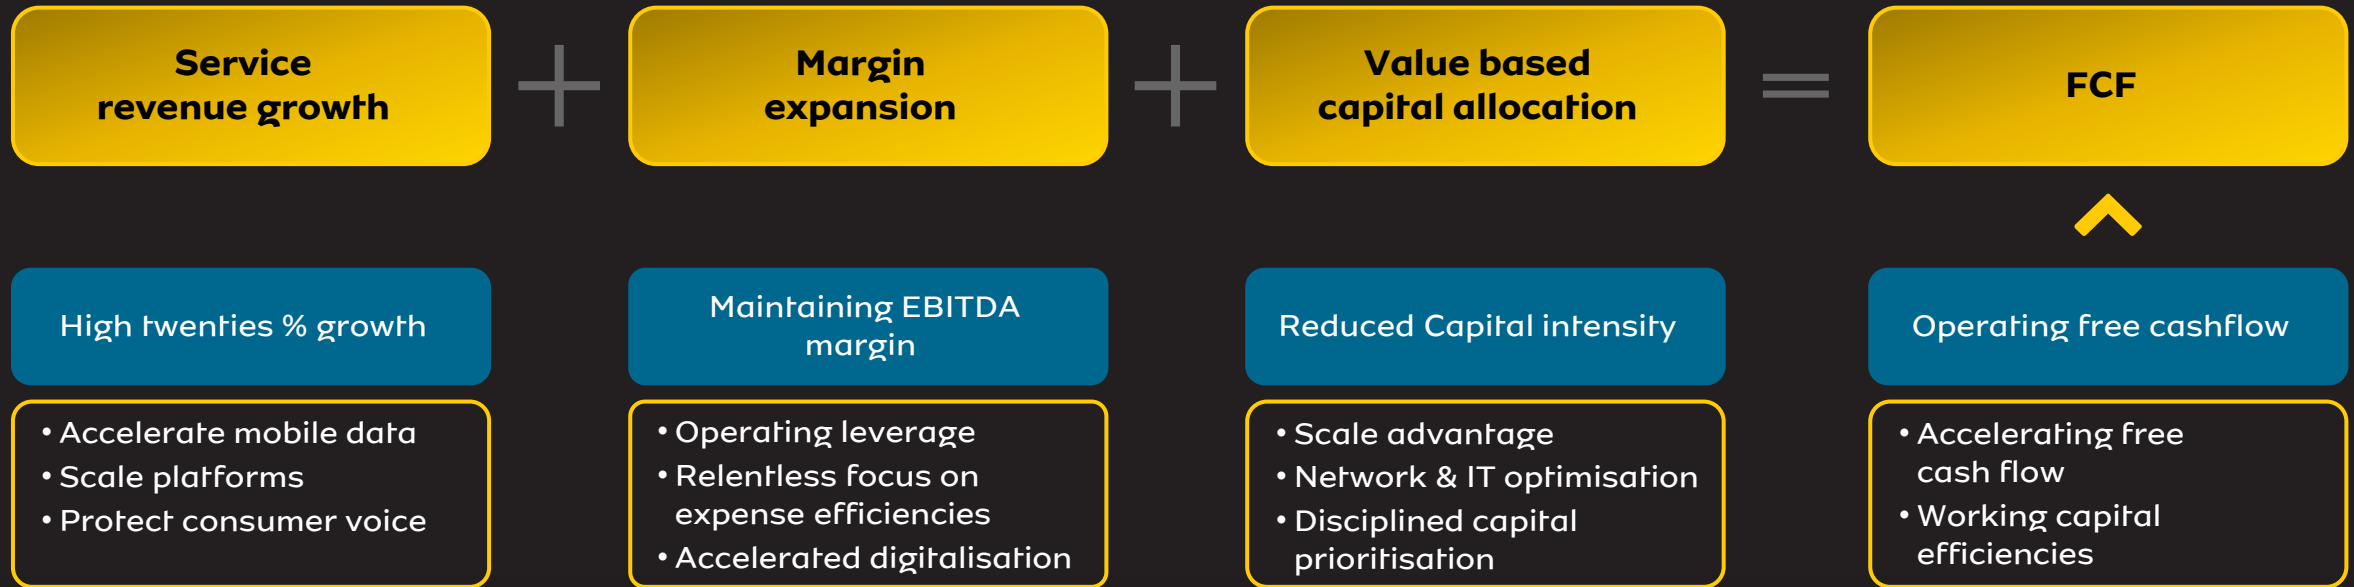 Service
revenue growth
+
Margin
expansion
+
Value based
capital allocation
=
FCF
High twenties % growth
Maintaining EBITDA
margin
Reduced Capital intensity
Operating free cashflow
• Accelerate mobile data
• Scale platforms
• Protect consumer voice
• Operating leverage
• Relentless focus on
expense efficiencies
• Accelerated digitalisation
• Scale advantage
• Network & IT optimisation
• Disciplined capital
prioritisation
• Accelerating free
cash flow
• Working capital
efficiencies